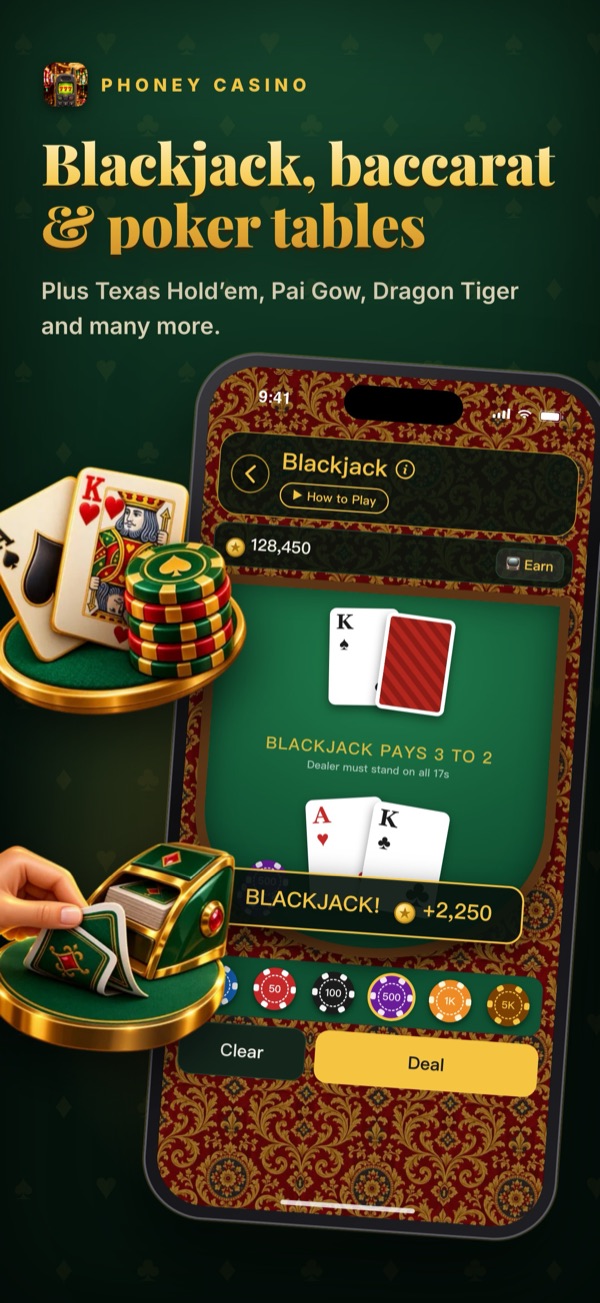 PHONEY CASINO
Blackjack, baccarat
& poker tables
Plus Texas Hold’em, Pai Gow, Dragon Tiger
and many more.
9:41
Blackjack
How to Play
128,450
Earn
K
K
BLACKJACK PAYS 3 TO 2
Dealer must stand on all 17s
A
K
BLACKJACK! +2,250
50
100
500
1K
5K
Clear
Deal